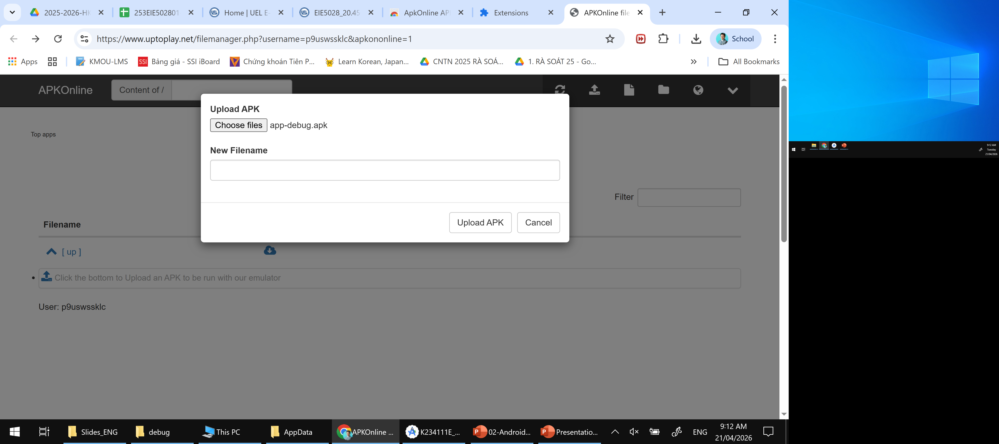 2025-2026-HK
253EIE502801
Home | UEL E-
EIE5028_20.45
ApkOnline AP
Extensions
APKOnline file
https://www.uptoplay.net/filemanager.php?username=p9uswssklc&apkononline=1
School
Apps
KMOU-LMS
SSI
Bảng giá - SSI iBoard
Chứng khoán Tiên P...
Learn Korean, Japan...
CNTN 2025 RÀ SOÁ...
1. RÀ SOÁT 25 - Go...
All Bookmarks
APKOnline
Content of /
Upload APK
Choose files
app-debug.apk
Top apps
New Filename
Filter
Upload APK
Cancel
Filename
[ up ]
Click the bottom to Upload an APK to be run with our emulator
User: p9uswssklc
Slides_ENG
debug
This PC
AppData
APKOnline ...
K234111E_...
02-Android...
Presentatio...
ENG
9:12 AM
21/04/2026
9:12 AM
Tuesday
21/04/2026